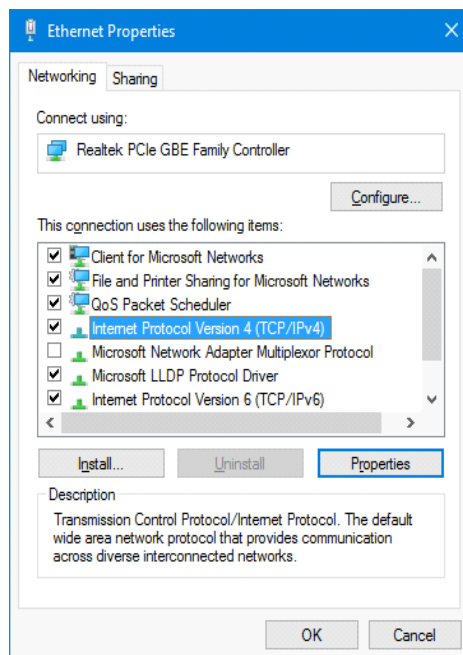 Ethernet Properties
Networking
Sharing
Connect using:
Realtek PCIe GBE Family Controller
Configure...
This connection uses the following items:
Client for Microsoft Networks
File and Printer Sharing for Microsoft Networks
QoS Packet Scheduler
Internet Protocol Version 4 (TCP/IPv4)
Microsoft Network Adapter Multiplexor Protocol
Microsoft LLDP Protocol Driver
Internet Protocol Version 6 (TCP/IPv6)
Install...
Uninstall
Properties
Description
Transmission Control Protocol/Internet Protocol. The default
wide area network protocol that provides communication
across diverse interconnected networks.
OK
Cancel